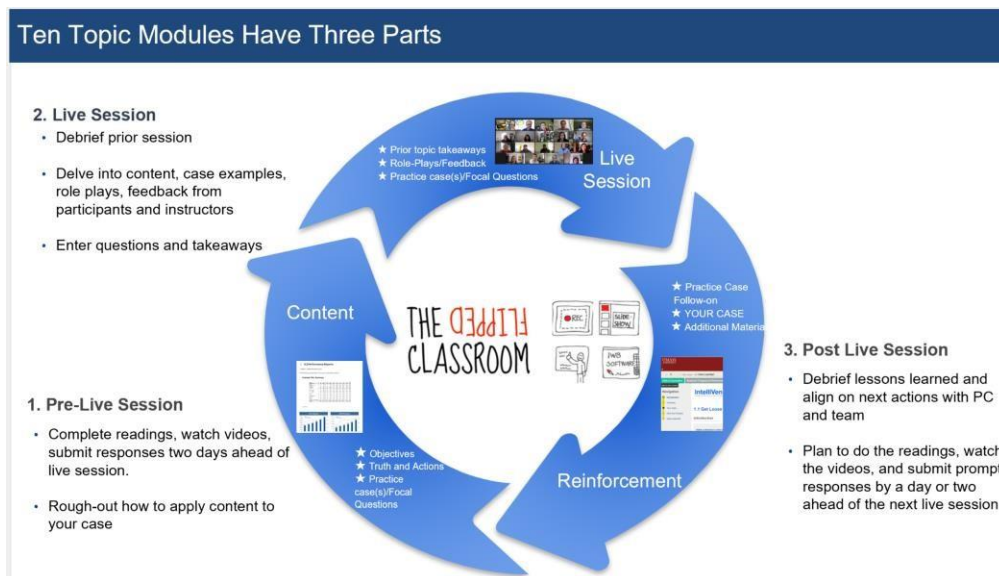 Ten Topic Modules Have Three Parts
2. Live Session
• Debrief prior session
• Delve into content, case examples,
role plays, feedback from
participants and instructors
• Enter questions and takeaways
1. Pre-Live Session
• Complete readings, watch videos,
submit responses two days ahead of
live session.
• Rough-out how to apply content to
your case
★ Prior topic takeaways
★ Role-Plays/Feedback
★ Practice case(s)/Focal Questions
Live
Session
Content
★ Objectives
★ Truth and Actions
★ Practice
case(s)/Focal
Questions
THE FLIPPED
CLASSROOM
REC
SLIDE
SHOW
IWB
SOFTWARE
★ Practice Case
Follow-on
★ YOUR CASE
★ Additional Materia
IntelliVen
Reinforcement
3. Post Live Session
• Debrief lessons learned and
align on next actions with PC
and team
• Plan to do the readings, watch
the videos, and submit prompt
responses by a day or two
ahead of the next live session